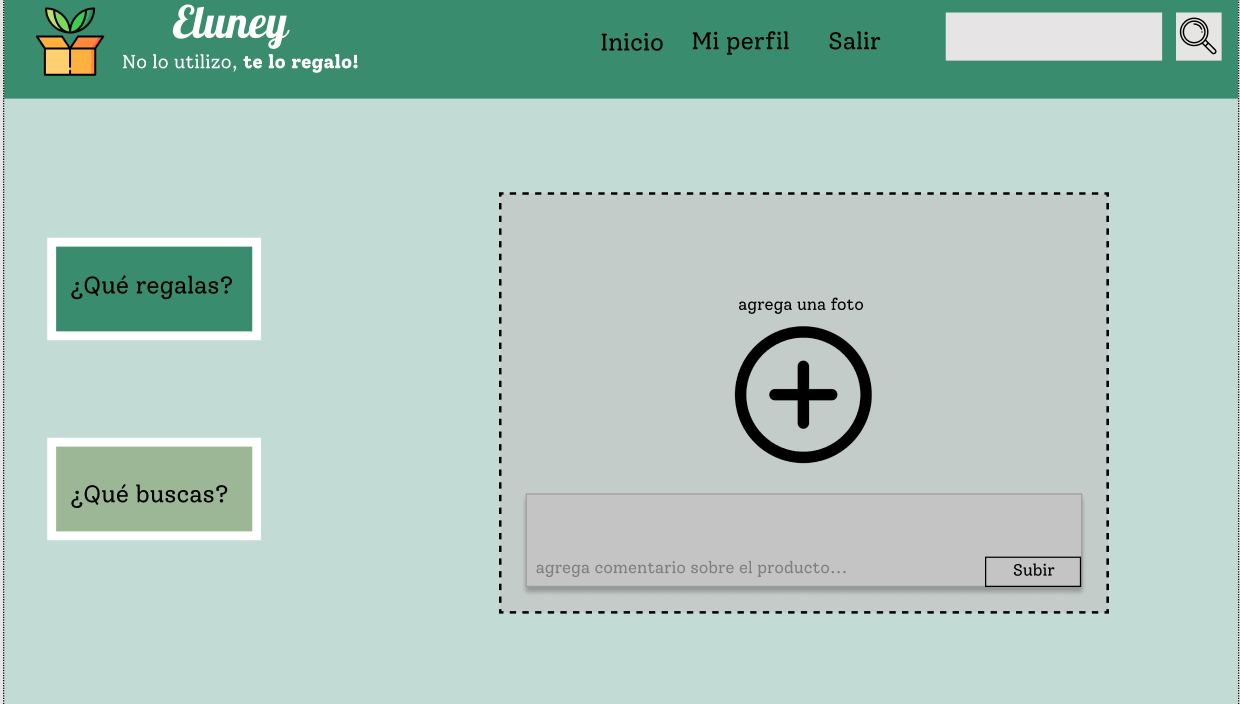 Eluney
No lo utilizo, te lo regalo!
Inicio Mi perfil Salir
¿Qué regalas?
¿Qué buscas?
agrega una foto
agrega comentario sobre el producto...
Subir